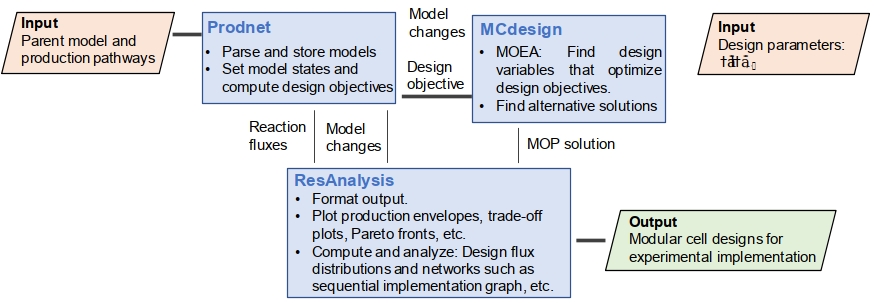 Input
Parent model and
production pathways
Prodnet
• Parse and store models
• Set model states and
compute design objectives
Model
changes
Design
objective
MCdesign
• MOEA: Find design
variables that optimize
design objectives.
• Find alternative solutions
Input
Design parameters:
Reaction
fluxes
Model
changes
MOP solution
ResAnalysis
• Format output.
• Plot production envelopes, trade-off
plots, Pareto fronts, etc.
• Compute and analyze: Design flux
distributions and networks such as
sequential implementation graph, etc.
Output
Modular cell designs for
experimental implementation